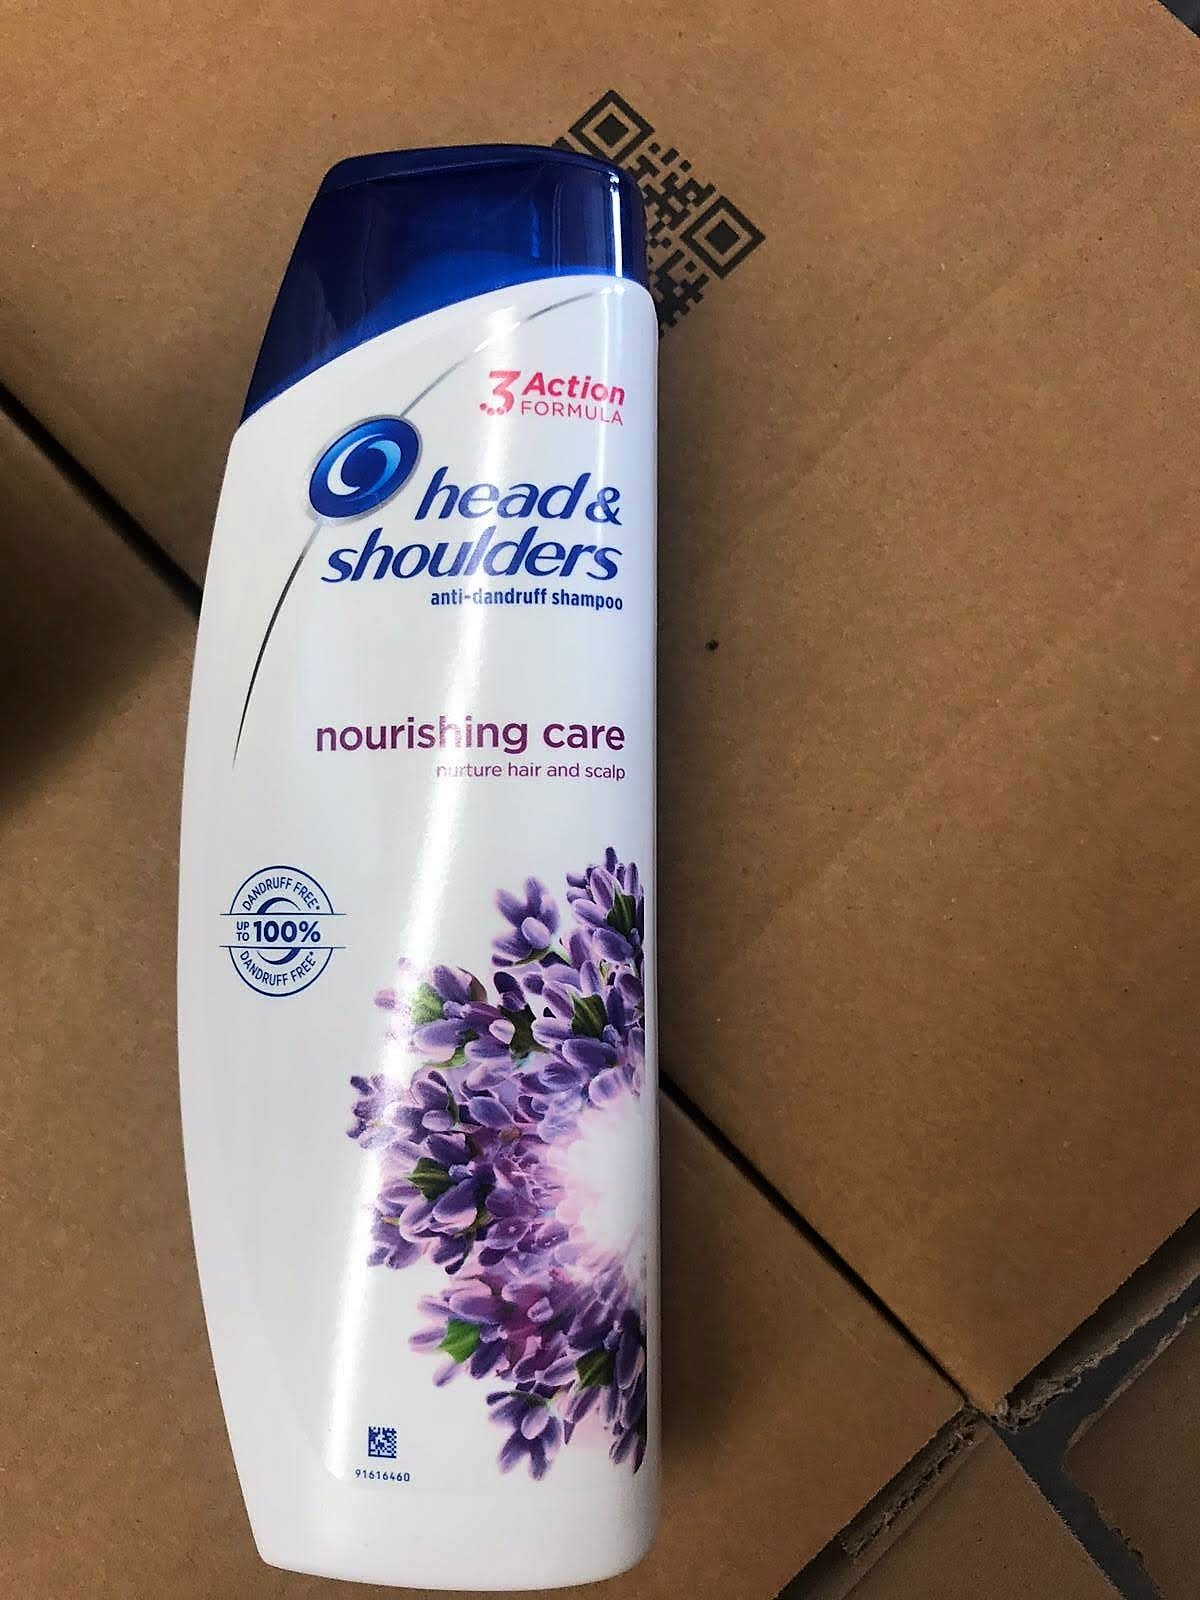 3 Action
FORMULA
head &
shoulders
anti-dandruff shampoo
nourishing care
nurture hair and scalp
DANDRUFF FREE*
UP TO 100%
DANDRUFF FREE*
91616460